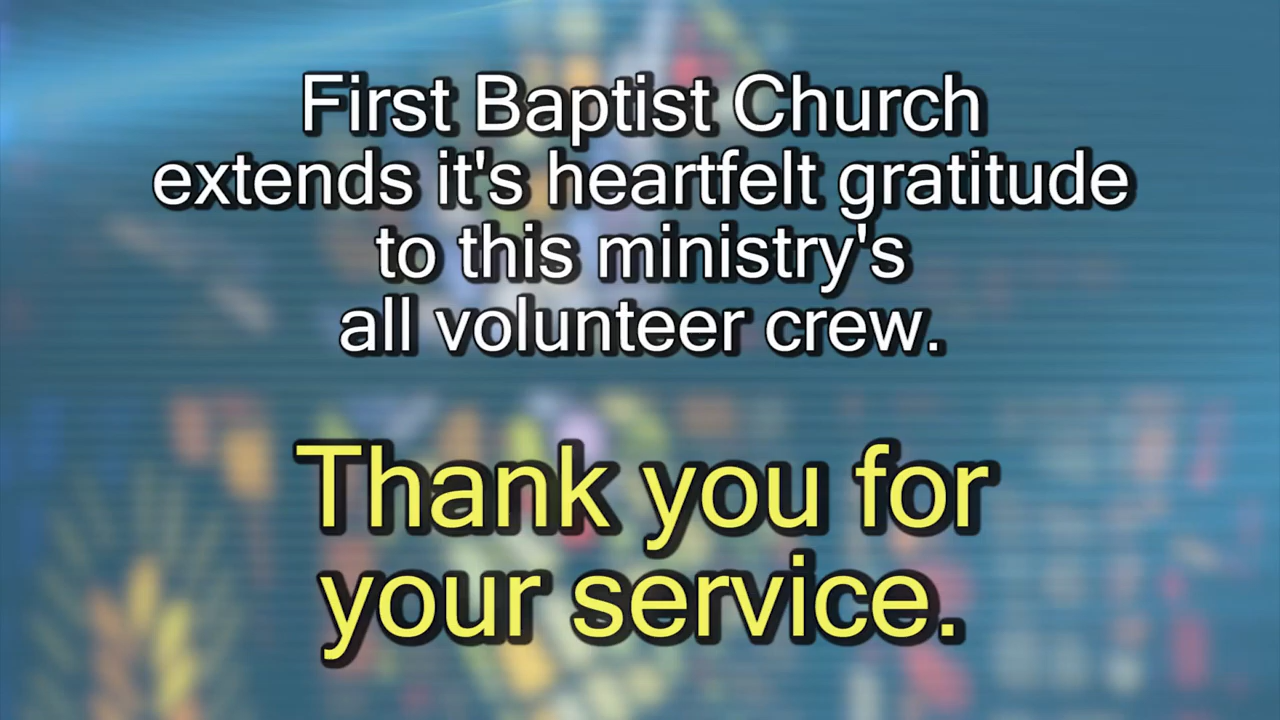 First Baptist Church
extends it's heartfelt gratitude
to this ministry's
all volunteer crew.
Thank you for
your service.